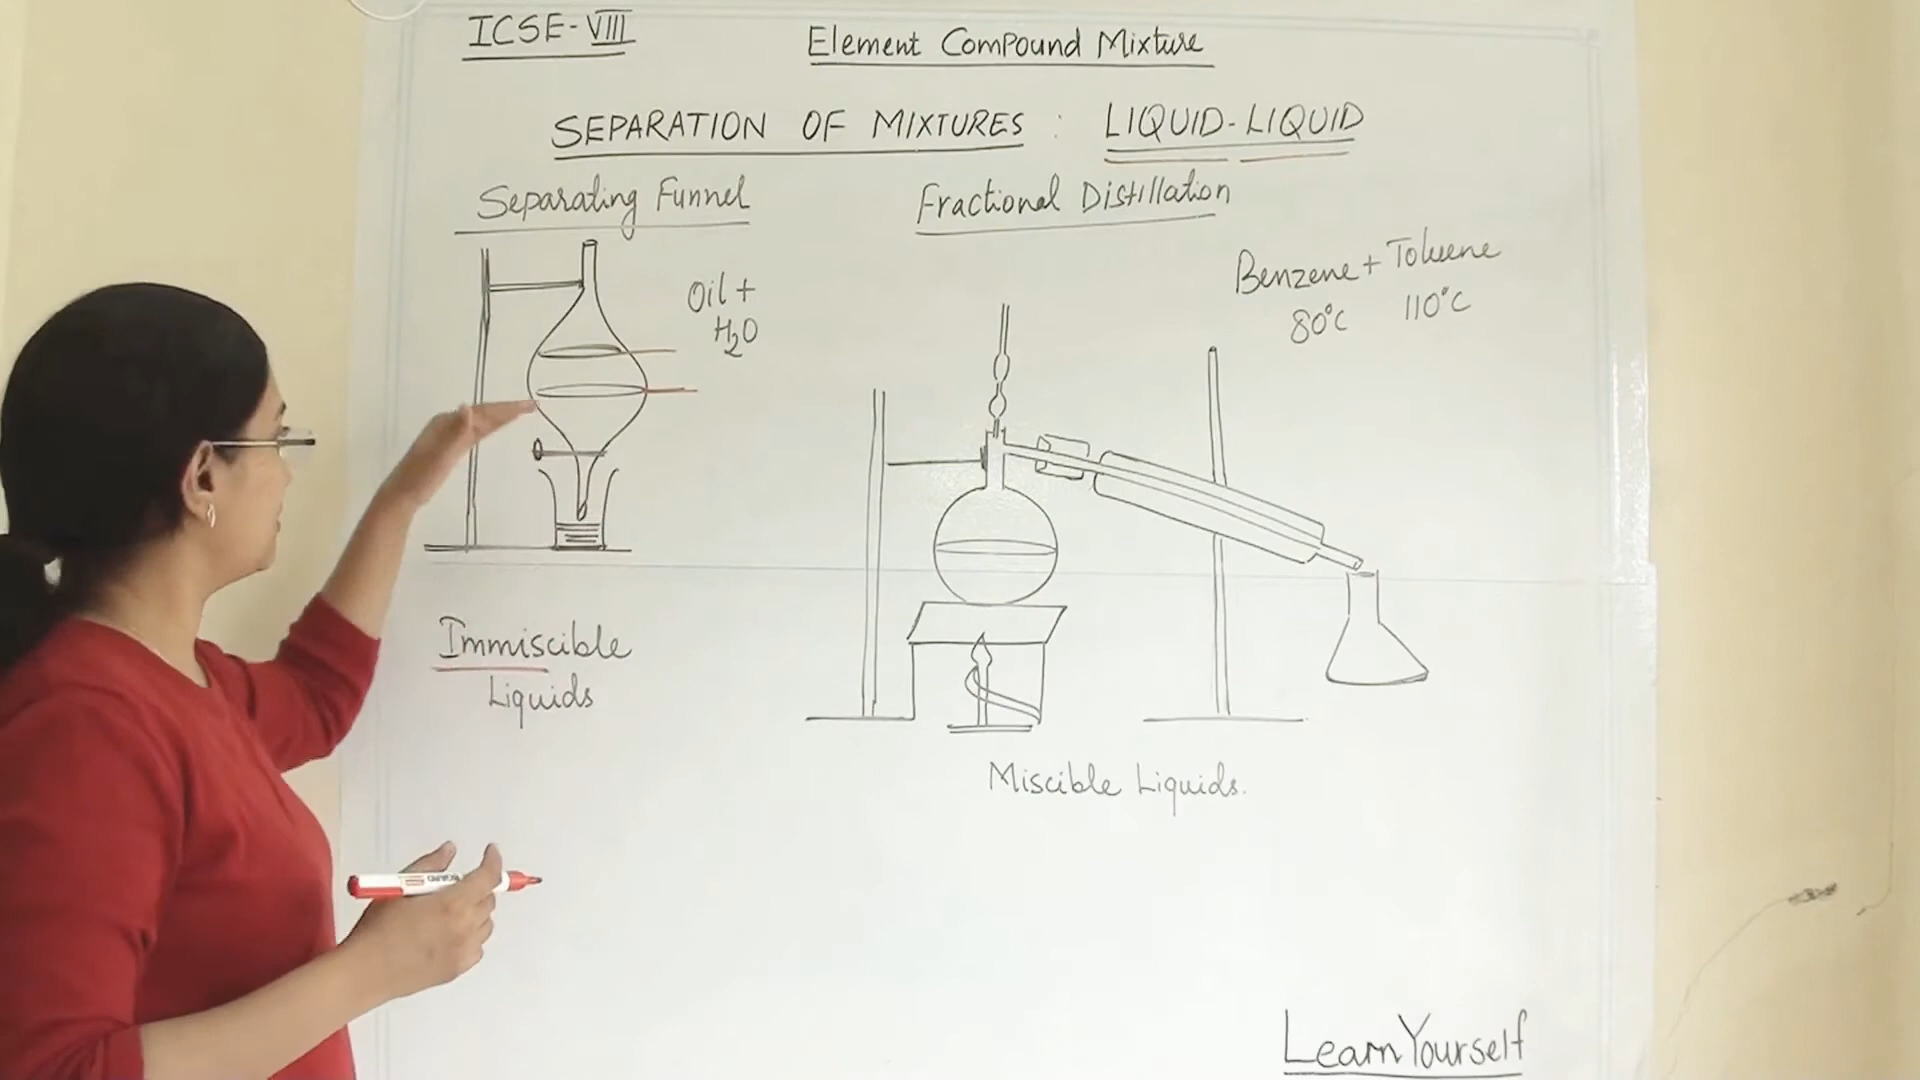 ICSE-VIII
Element Compound Mixture
SEPARATION OF MIXTURES : LIQUID-LIQUID
Separating Funnel
Oil +
H₂O
Immiscible
Liquids
Fractional Distillation
Benzene + Toluene
80°C 110°C
Miscible Liquids.
Learn Yourself